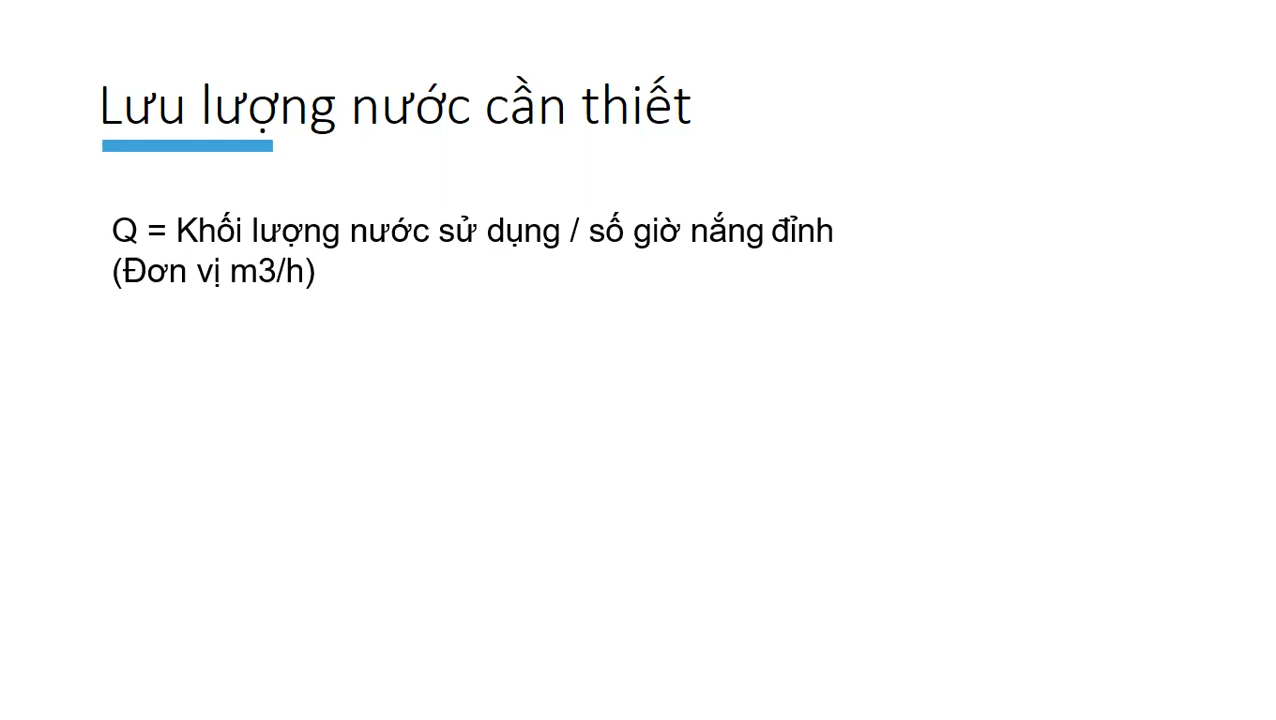 Lưu lượng nước cần thiết
Q = Khối lượng nước sử dụng / số giờ nắng đỉnh
(Đơn vị m3/h)